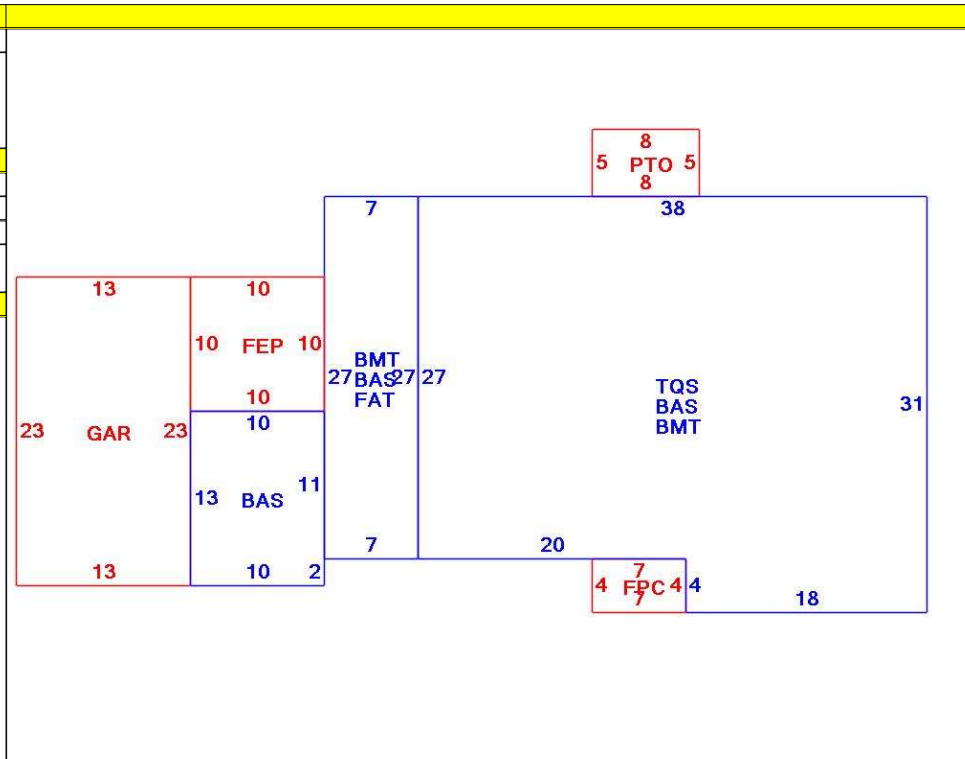 8
5 PTO 5
8
7 38
13 10
10 FEP 10
BMT
27 BAS 27 27
FAT
TQS
BAS
BMT
31
10
10
23 GAR 23
11
13 BAS
7 20
13 10 2
7
4 FPC 4 4
7
18